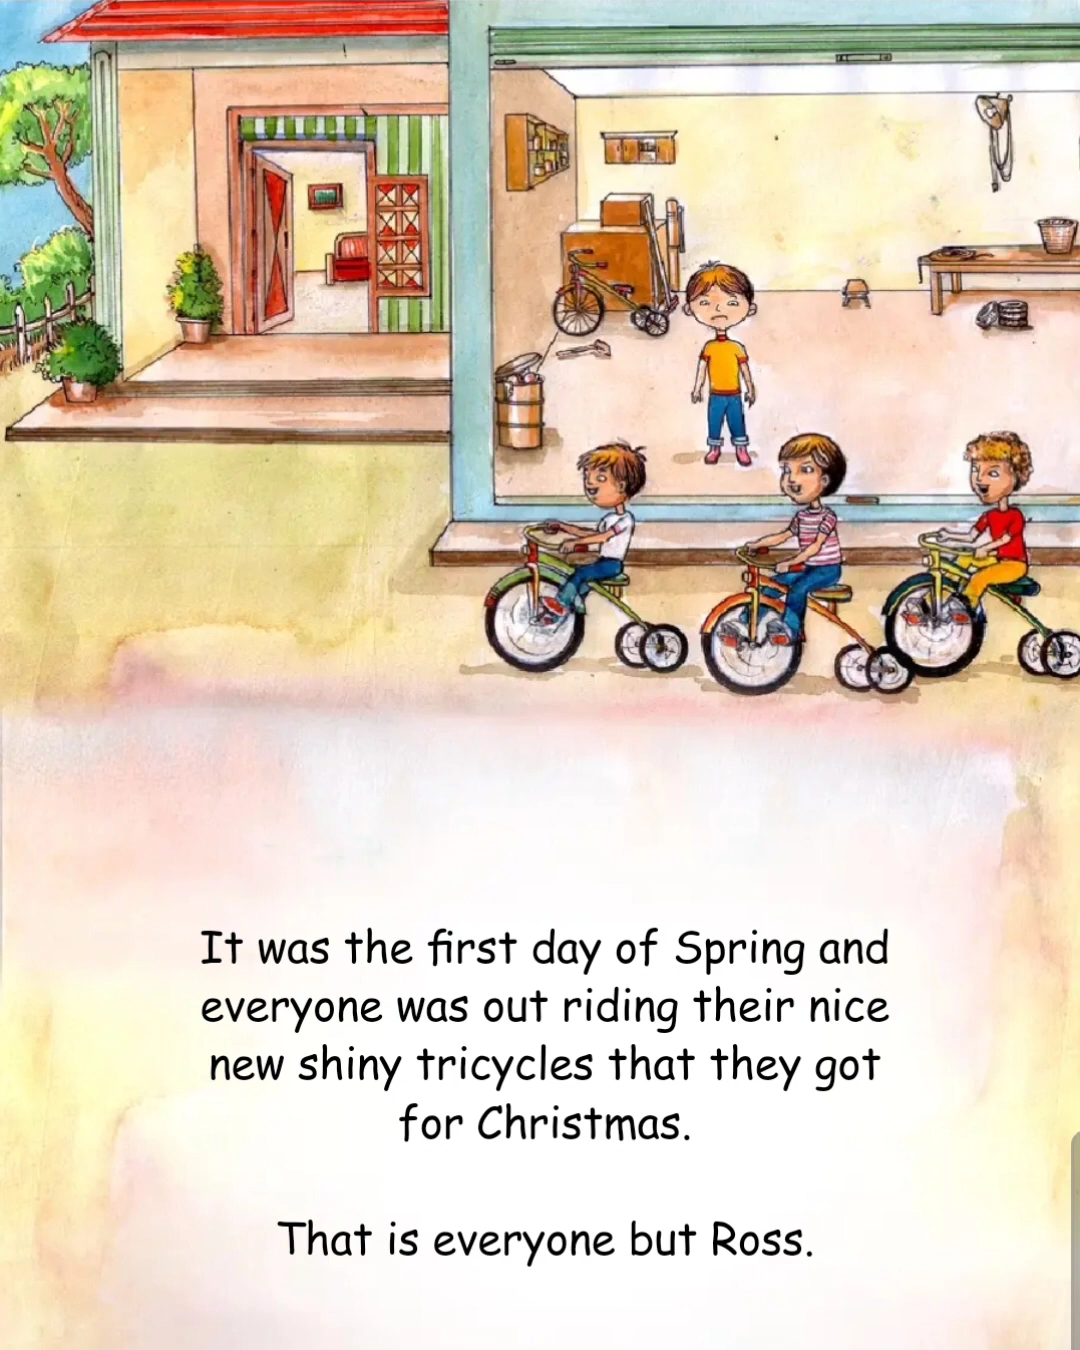 It was the first day of Spring and
everyone was out riding their nice
new shiny tricycles that they got
for Christmas.
That is everyone but Ross.